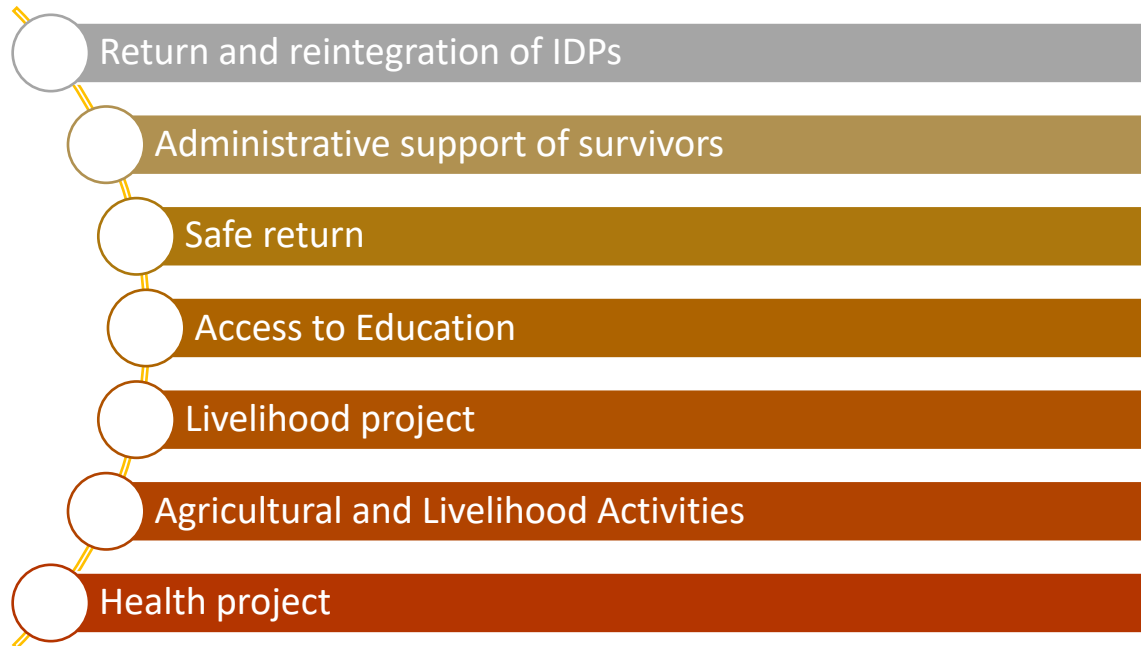 Return and reintegration of IDPs
Administrative support of survivors
Safe return
Access to Education
Livelihood project
Agricultural and Livelihood Activities
Health project